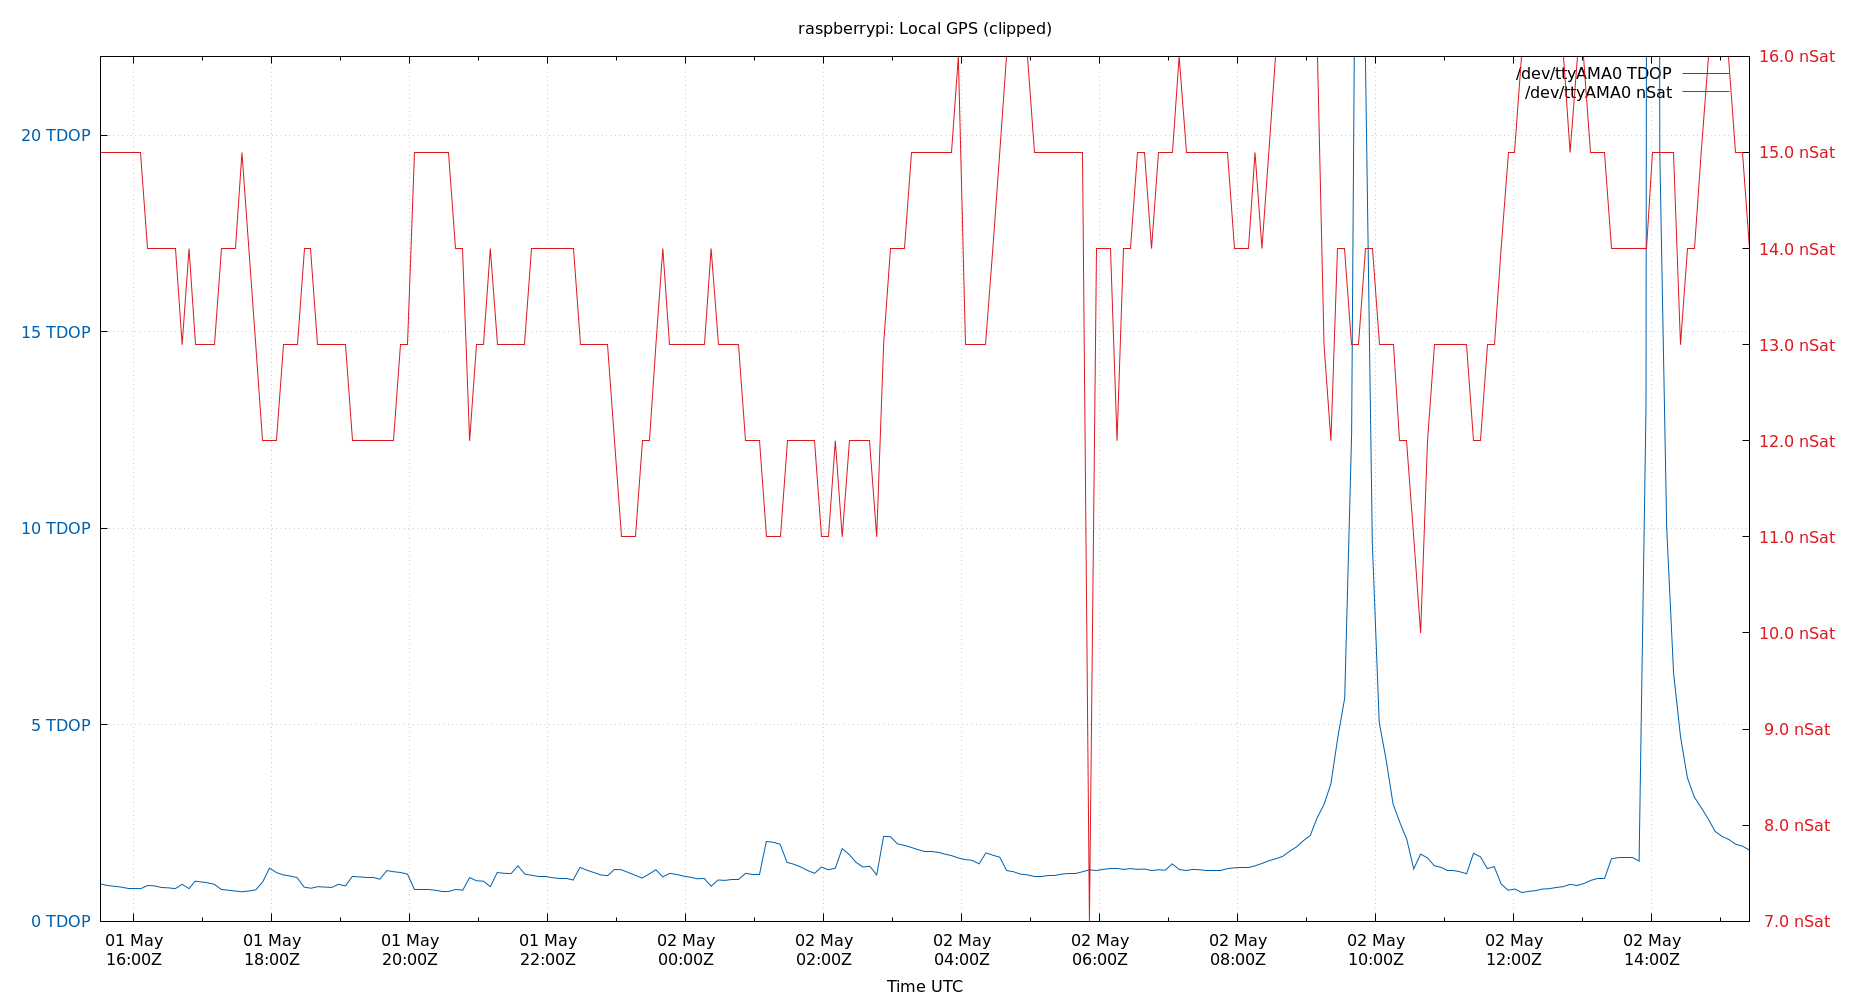 raspberrypi: Local GPS (clipped)
/dev/ttyAMA0 TDOP
/dev/ttyAMA0 nSat
20 TDOP
15 TDOP
10 TDOP
5 TDOP
0 TDOP
16.0 nSat
15.0 nSat
14.0 nSat
13.0 nSat
12.0 nSat
11.0 nSat
10.0 nSat
9.0 nSat
8.0 nSat
7.0 nSat
01 May
16:00Z
01 May
18:00Z
01 May
20:00Z
01 May
22:00Z
02 May
00:00Z
02 May
02:00Z
02 May
04:00Z
02 May
06:00Z
02 May
08:00Z
02 May
10:00Z
02 May
12:00Z
02 May
14:00Z
Time UTC